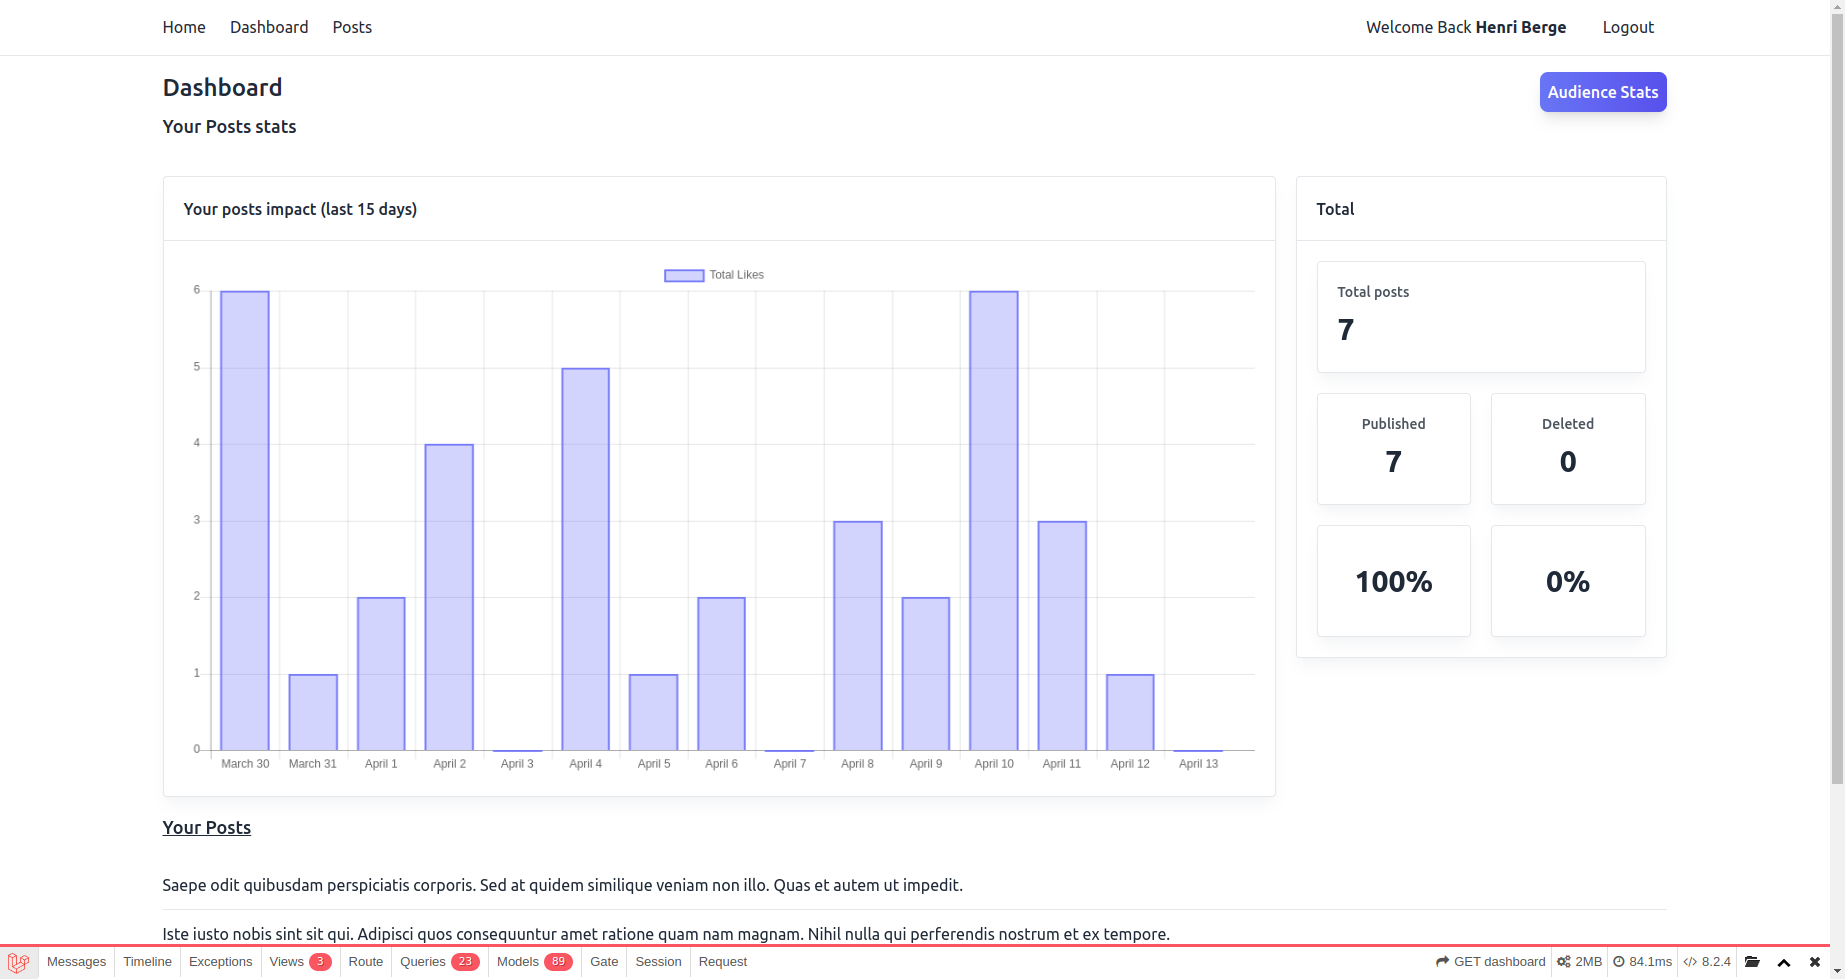 Home Dashboard Posts Welcome Back Henri Berge Logout
Dashboard
Audience Stats
Your Posts stats
Your posts impact (last 15 days)
Total Likes
6
5
4
3
2
1
0
March 30 March 31 April 1 April 2 April 3 April 4 April 5 April 6 April 7 April 8 April 9 April 10 April 11 April 12 April 13
Total
Total posts
7
Published
7
Deleted
0
100%
0%
Your Posts
Saepe odit quibusdam perspiciatis corporis. Sed at quidem similique veniam non illo. Quas et autem ut impedit.
Iste iusto nobis sint sit qui. Adipisci quos consequuntur amet ratione quam nam magnam. Nihil nulla qui perferendis nostrum et ex tempore.
Messages Timeline Exceptions Views 3 Route Queries 23 Models 89 Gate Session Request GET dashboard 2MB 84.1ms 8.2.4